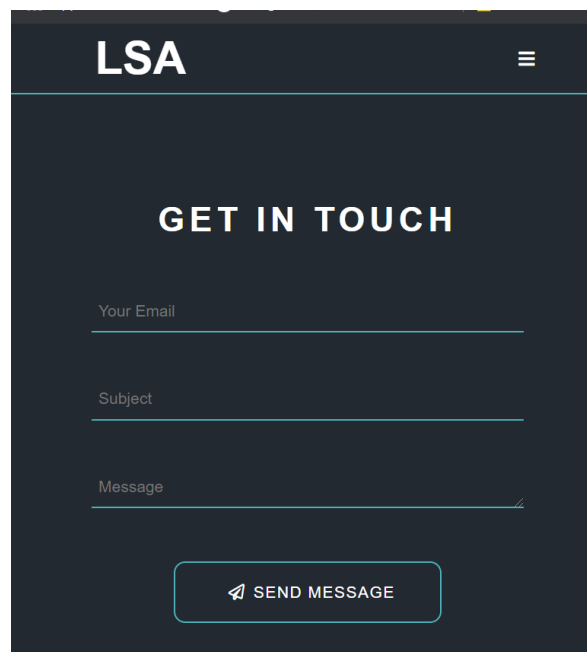 LSA
GET IN TOUCH
Your Email
Subject
Message
SEND MESSAGE